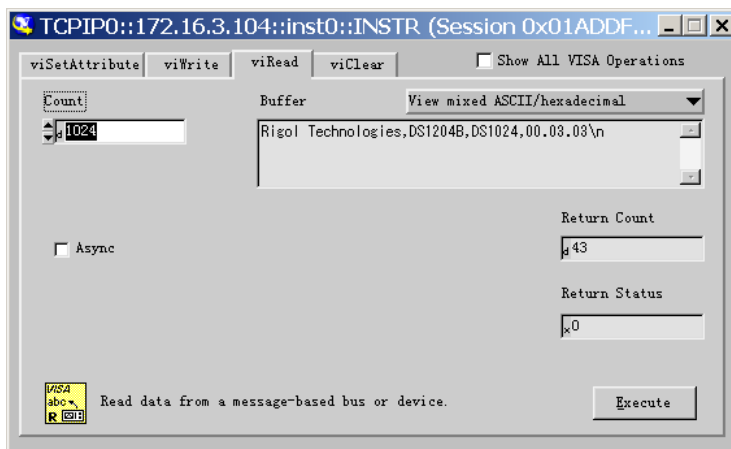 TCPIP0::172.16.3.104::inst0::INSTR (Session 0x01ADDF...
viSetAttribute viWrite viRead viClear Show All VISA Operations
Count Buffer View mixed ASCII/hexadecimal
d 1024 Rigol Technologies,DS1204B,DS1024,00.03.03\n
Return Count
Async d 43
Return Status
x 0
VISA
abc
R
Read data from a message-based bus or device. Execute